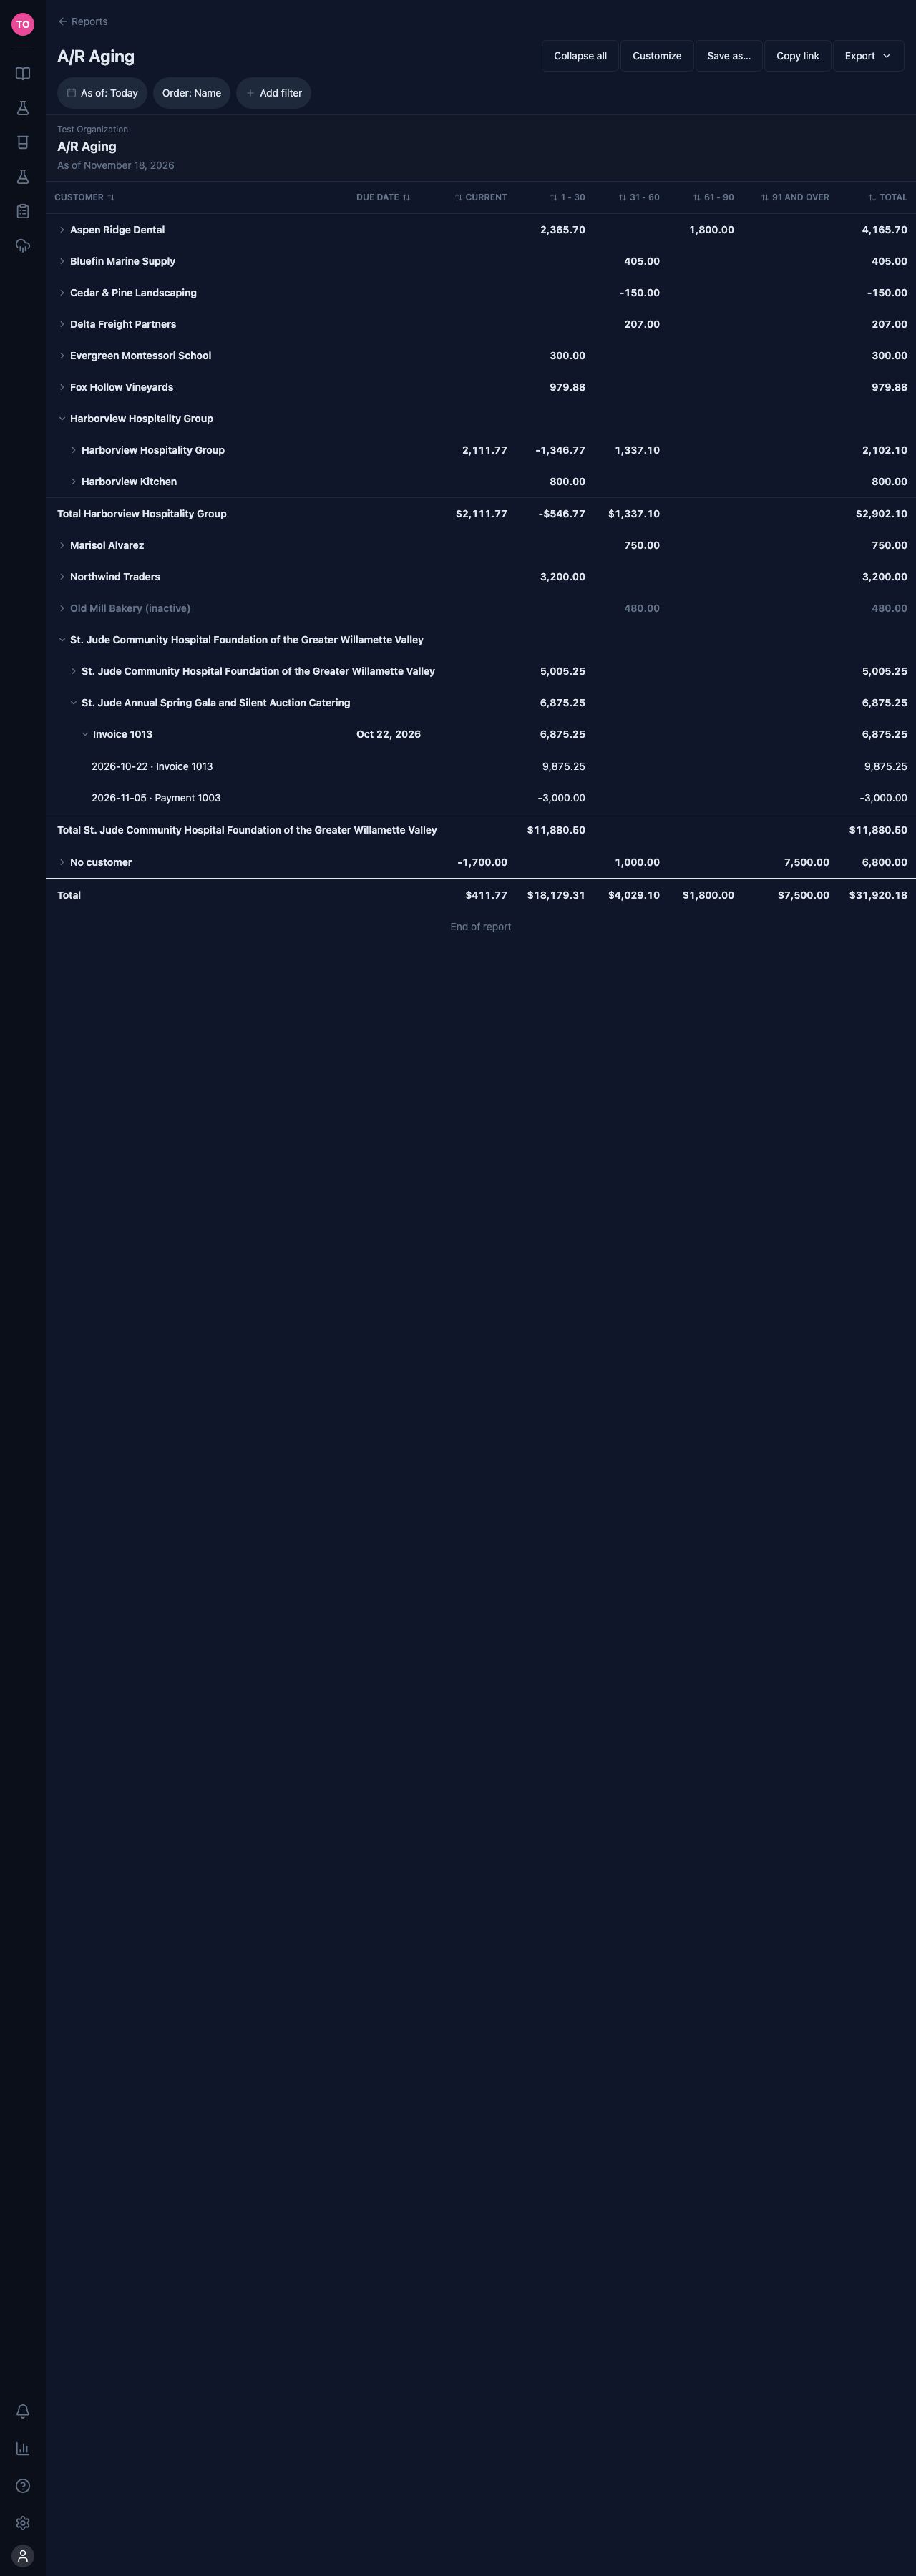 TO
Reports
A/R Aging
Collapse all Customize Save as... Copy link Export
As of: Today Order: Name Add filter
Test Organization
A/R Aging
As of November 18, 2026
CUSTOMER DUE DATE CURRENT 1 - 30 31 - 60 61 - 90 91 AND OVER TOTAL
Aspen Ridge Dental 2,365.70 1,800.00 4,165.70
Bluefin Marine Supply 405.00 405.00
Cedar & Pine Landscaping -150.00 -150.00
Delta Freight Partners 207.00 207.00
Evergreen Montessori School 300.00 300.00
Fox Hollow Vineyards 979.88 979.88
Harborview Hospitality Group
Harborview Hospitality Group 2,111.77 -1,346.77 1,337.10 2,102.10
Harborview Kitchen 800.00 800.00
Total Harborview Hospitality Group $2,111.77 -$546.77 $1,337.10 $2,902.10
Marisol Alvarez 750.00 750.00
Northwind Traders 3,200.00 3,200.00
Old Mill Bakery (inactive) 480.00 480.00
St. Jude Community Hospital Foundation of the Greater Willamette Valley
St. Jude Community Hospital Foundation of the Greater Willamette Valley 5,005.25 5,005.25
St. Jude Annual Spring Gala and Silent Auction Catering 6,875.25 6,875.25
Invoice 1013 Oct 22, 2026 6,875.25 6,875.25
2026-10-22 · Invoice 1013 9,875.25 9,875.25
2026-11-05 · Payment 1003 -3,000.00 -3,000.00
Total St. Jude Community Hospital Foundation of the Greater Willamette Valley $11,880.50 $11,880.50
No customer -1,700.00 1,000.00 7,500.00 6,800.00
Total $411.77 $18,179.31 $4,029.10 $1,800.00 $7,500.00 $31,920.18
End of report